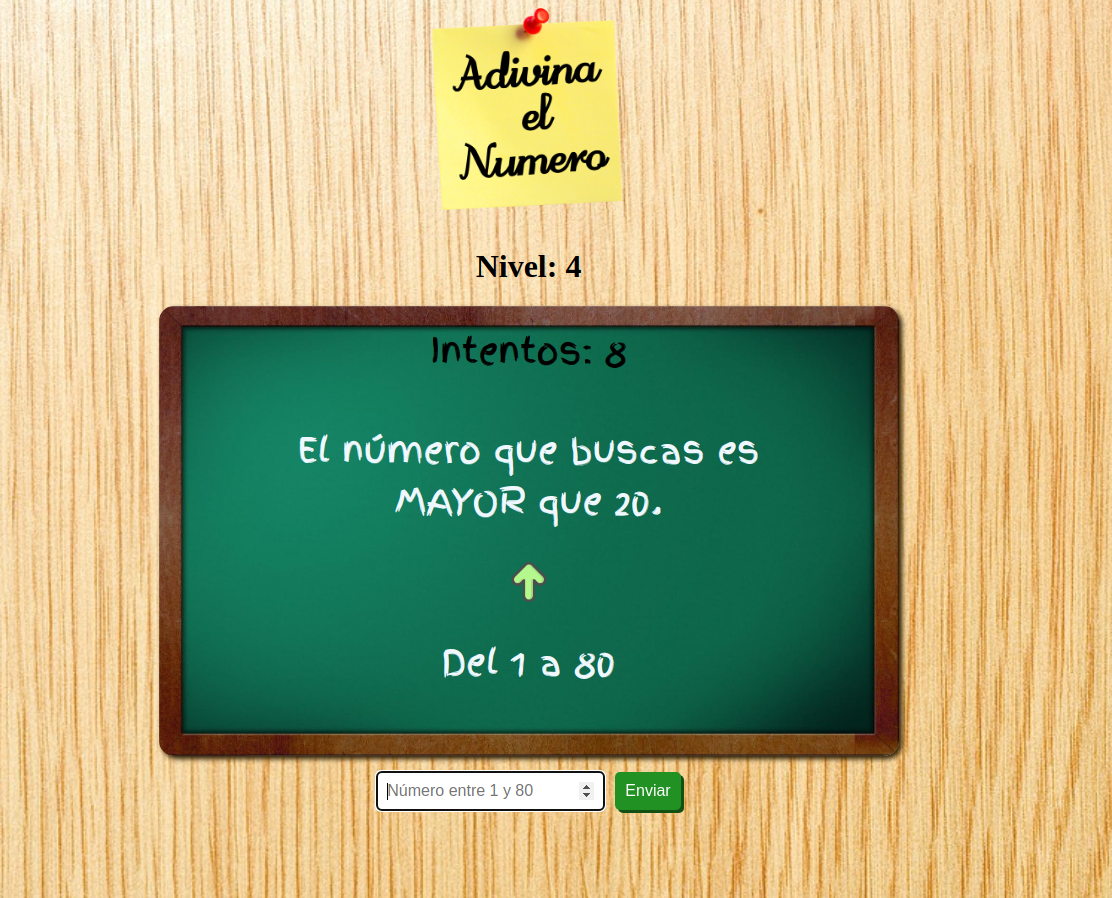 Adivina
el
Numero
Nivel: 4
Intentos: 8
El número que buscas es
MAYOR que 20.
Del 1 a 80
Número entre 1 y 80 Enviar